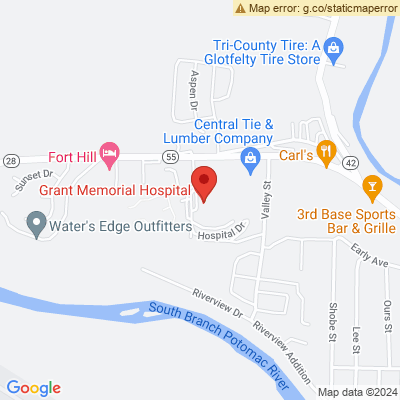 Map error: g.co/staticmaperror
Tri-County Tire: A
Glotfelty Tire Store
Aspen Dr
Central Tie &
Lumber Company
Carl's
28
Fort Hill
55
42
Sunset Dr
Grant Memorial Hospital
Valley St
3rd Base Sports
Bar & Grille
Water's Edge Outfitters
Hospital Dr
Early Ave
Riverview Dr
South Branch Potomac River
Riverview Addition
Shobe St
Lee St
Ours St
Google
Map data ©2024